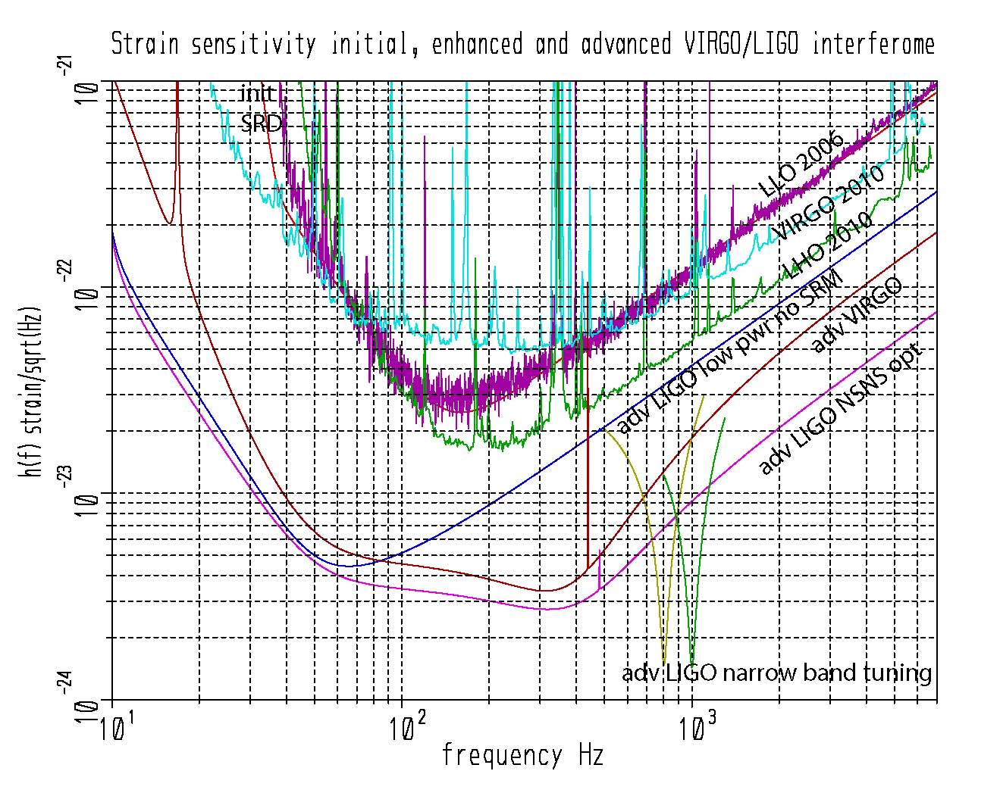 Strain sensitivity initial, enhanced and advanced VIRGO/LIGO interferome
10^-21
init
SRD
LLO 2006
VIRGO 2010
LHO 2010
10^-22
adv LIGO low pwr no SRM
adv VIRGO
adv LIGO NSNS opt
h(f) strain/sqrt(Hz)
10^-23
adv LIGO narrow band tuning
10^-24
10^1
10^2
10^3
frequency Hz